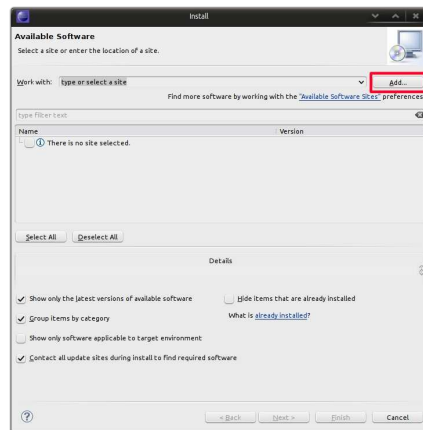 Install
Available Software
Select a site or enter the location of a site.
Work with: type or select a site Add...
Find more software by working with the "Available Software Sites" preferences
type filter text
Name Version
There is no site selected.
Select All Deselect All
Details
Show only the latest versions of available software Hide items that are already installed
Group items by category What is already installed?
Show only software applicable to target environment
Contact all update sites during install to find required software
< Back Next > Finish Cancel